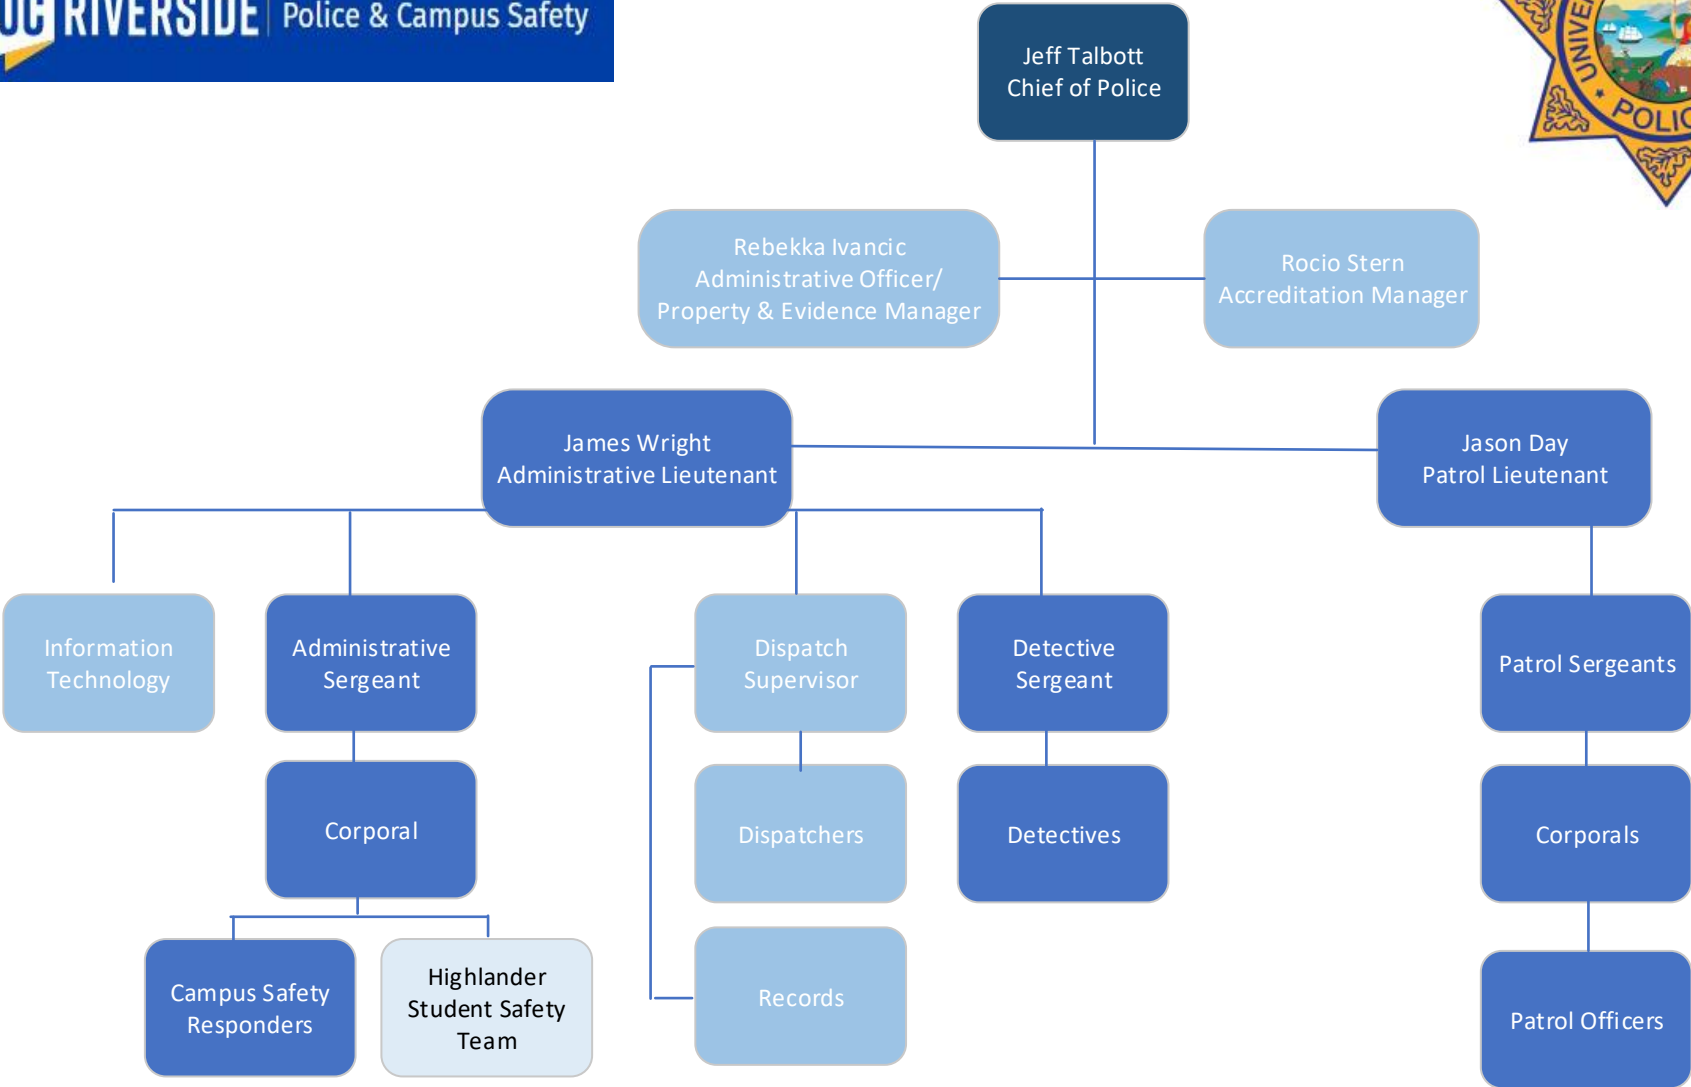 UC RIVERSIDE Police & Campus Safety
Jeff Talbott
Chief of Police
POLIC
Rebekka Ivancic
Administrative Officer/
Property & Evidence Manager
Rocio Stern
Accreditation Manager
James Wright
Administrative Lieutenant
Jason Day
Patrol Lieutenant
Information
Technology
Administrative
Sergeant
Dispatch
Supervisor
Detective
Sergeant
Patrol Sergeants
Corporal
Dispatchers
Detectives
Corporals
Campus Safety
Responders
Highlander
Student Safety
Team
Records
Patrol Officers